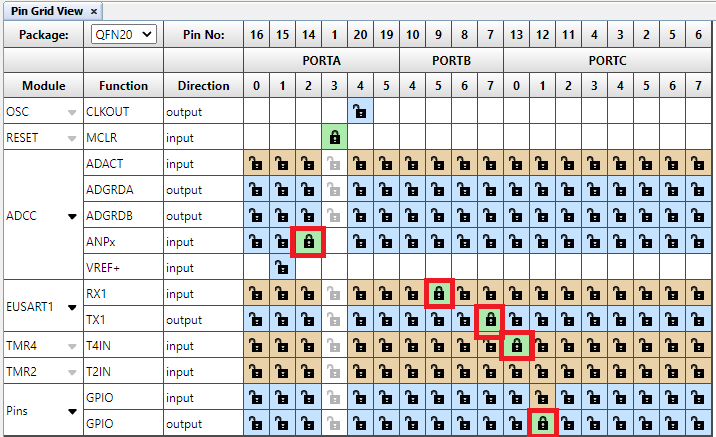 Pin Grid View ×
Package: QFN20 Pin No: 16 15 14 1 20 19 10 9 8 7 13 12 11 4 3 2 5 6
PORTA PORTB PORTC
Module Function Direction 0 1 2 3 4 5 4 5 6 7 0 1 2 3 4 5 6 7
OSC CLKOUT output
RESET MCLR input
ADCC ADACT input
ADGRDA output
ADGRDB output
ANPx input
VREF+ input
EUSART1 RX1 input
TX1 output
TMR4 T4IN input
TMR2 T2IN input
Pins GPIO input
GPIO output